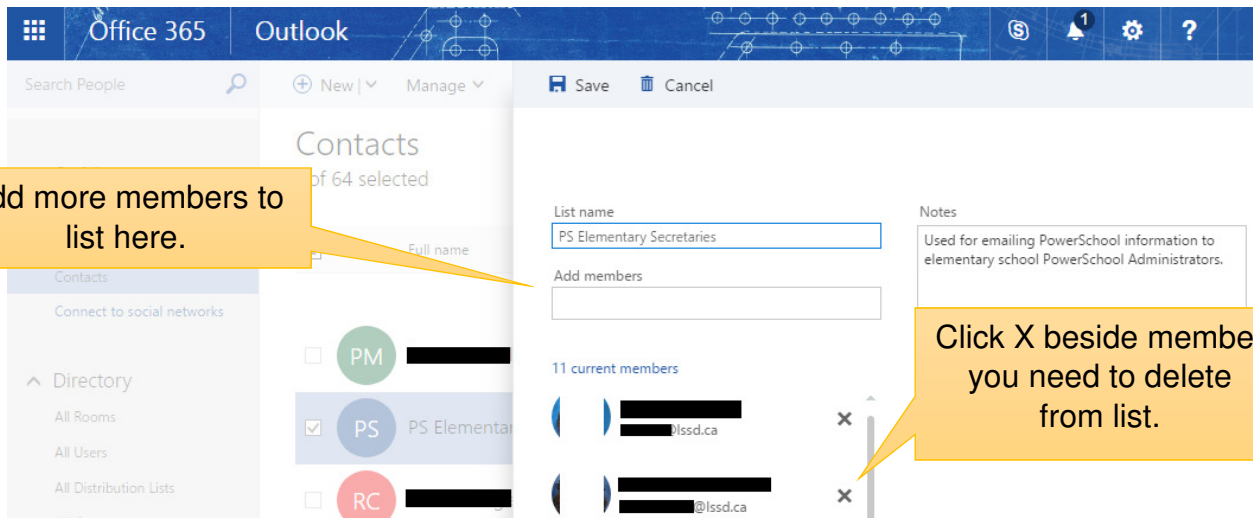 Office 365
Outlook
1
?
Search People
New
Manage
Save
Cancel
Contacts
of 64 selected
more members to
list here.
Full name
Contacts
Connect to social networks
Directory
All Rooms
All Users
All Distribution Lists
PM
PS
PS Elementar
RC
List name
PS Elementary Secretaries
Add members
Notes
Used for emailing PowerSchool information to
elementary school PowerSchool Administrators.
11 current members
@lssd.ca
@lssd.ca
Click X beside membe
you need to delete
from list.